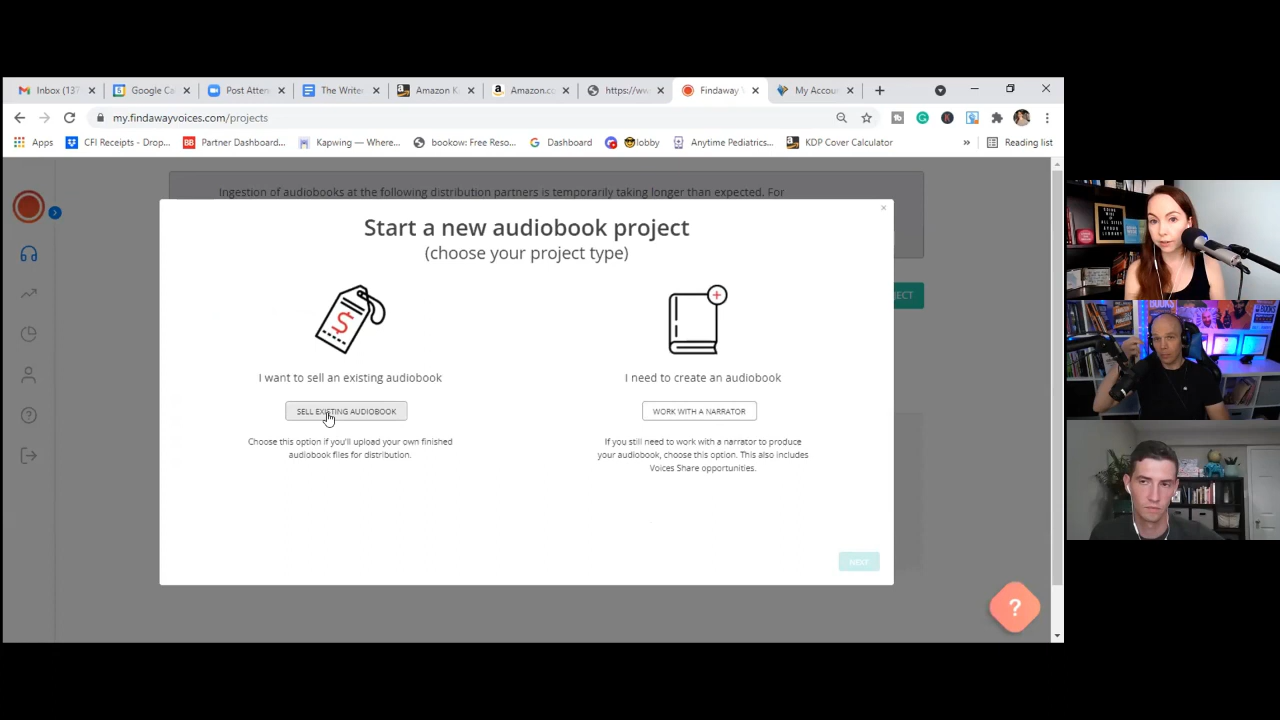 Inbox (137
Google Ca
Post Atten
The Write
Amazon K
Amazon.co
https://ww
Findaway V
My Accou
my.findawayvoices.com/projects
Apps
CFI Receipts - Drop...
Partner Dashboard...
Kapwing — Where...
bookow: Free Reso...
Dashboard
lobby
Anytime Pediatrics...
KDP Cover Calculator
»
Reading list
Ingestion of audiobooks at the following distribution partners is temporarily taking longer than expected. For
Start a new audiobook project
(choose your project type)
I want to sell an existing audiobook
SELL EXISTING AUDIOBOOK
Choose this option if you'll upload your own finished
audiobook files for distribution.
I need to create an audiobook
WORK WITH A NARRATOR
If you still need to work with a narrator to produce
your audiobook, choose this option. This also includes
Voices Share opportunities.
NEXT
JECT
?
BOOKS